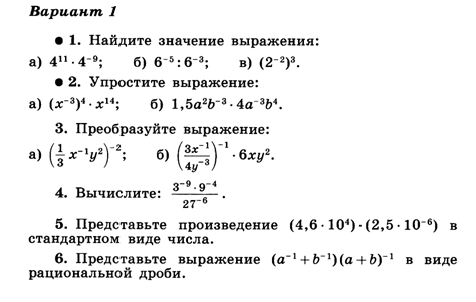 Вариант 1
● 1. Найдите значение выражения:
а) 4¹¹ · 4⁻⁹; б) 6⁻⁵ : 6⁻³; в) (2⁻²)³.
● 2. Упростите выражение:
а) (x⁻³)⁴ · x¹⁴; б) 1,5a²b⁻³ · 4a⁻³b⁴.
3. Преобразуйте выражение:
а) (1/3 x⁻¹y²)⁻²; б) (3x⁻¹/4y⁻³)⁻¹ · 6xy².
4. Вычислите: 3⁻⁹ · 9⁻⁴/27⁻⁶.
5. Представьте произведение (4,6 · 10⁴) · (2,5 · 10⁻⁶) в
стандартном виде числа.
6. Представьте выражение (a⁻¹ + b⁻¹)(a + b)⁻¹ в виде
рациональной дроби.